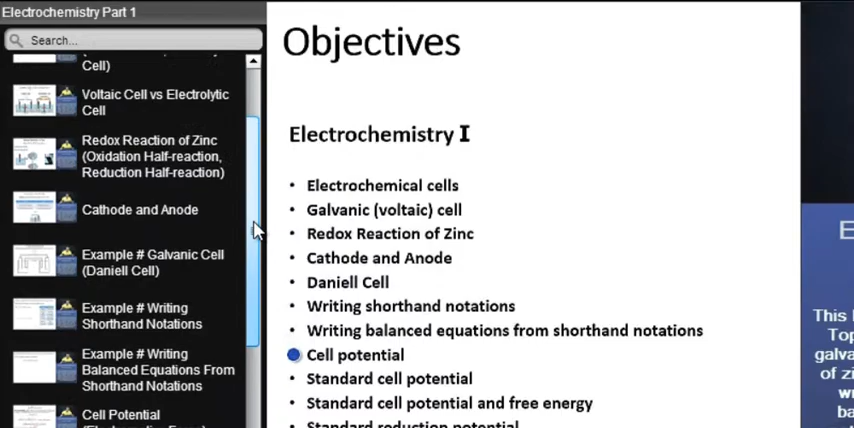 Electrochemistry Part 1
Search...
Cell)
Voltaic Cell vs Electrolytic
Cell
Redox Reaction of Zinc
(Oxidation Half-reaction,
Reduction Half-reaction)
Cathode and Anode
Example # Galvanic Cell
(Daniell Cell)
Example # Writing
Shorthand Notations
Example # Writing
Balanced Equations From
Shorthand Notations
Cell Potential
Objectives
Electrochemistry I
• Electrochemical cells
• Galvanic (voltaic) cell
• Redox Reaction of Zinc
• Cathode and Anode
• Daniell Cell
• Writing shorthand notations
• Writing balanced equations from shorthand notations
• Cell potential
• Standard cell potential
• Standard cell potential and free energy
• Standard reduction potential
E
This
Top
galva
of zi
w
ba